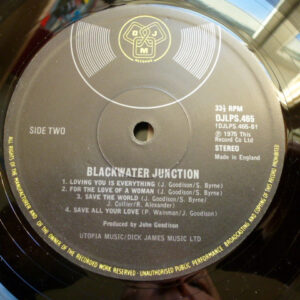 DJM
RECORDS
33⅓ RPM
DJLPS.465
(DJLPS.465-B1)
℗ 1975 This
Record Co Ltd
STEREO
Made in England
SIDE TWO
BLACKWATER JUNCTION
1. LOVING YOU IS EVERYTHING (J. Goodison/S. Byrne)
2. FOR THE LOVE OF A WOMAN (J. Goodison/S. Byrne)
3. SAVE THE WORLD (J. Goodison/
J. Collier/R. Alexander)
4. SAVE ALL YOUR LOVE (P. Wainman/J. Goodison)
Produced by John Goodison
UTOPIA MUSIC/DICK JAMES MUSIC LTD
ALL RIGHTS OF THE MANUFACTURER AND OF THE OWNER OF THE RECORDED WORK RESERVED - UNAUTHORISED PUBLIC PERFORMANCE, BROADCASTING AND COPYING OF THIS RECORD PROHIBITED